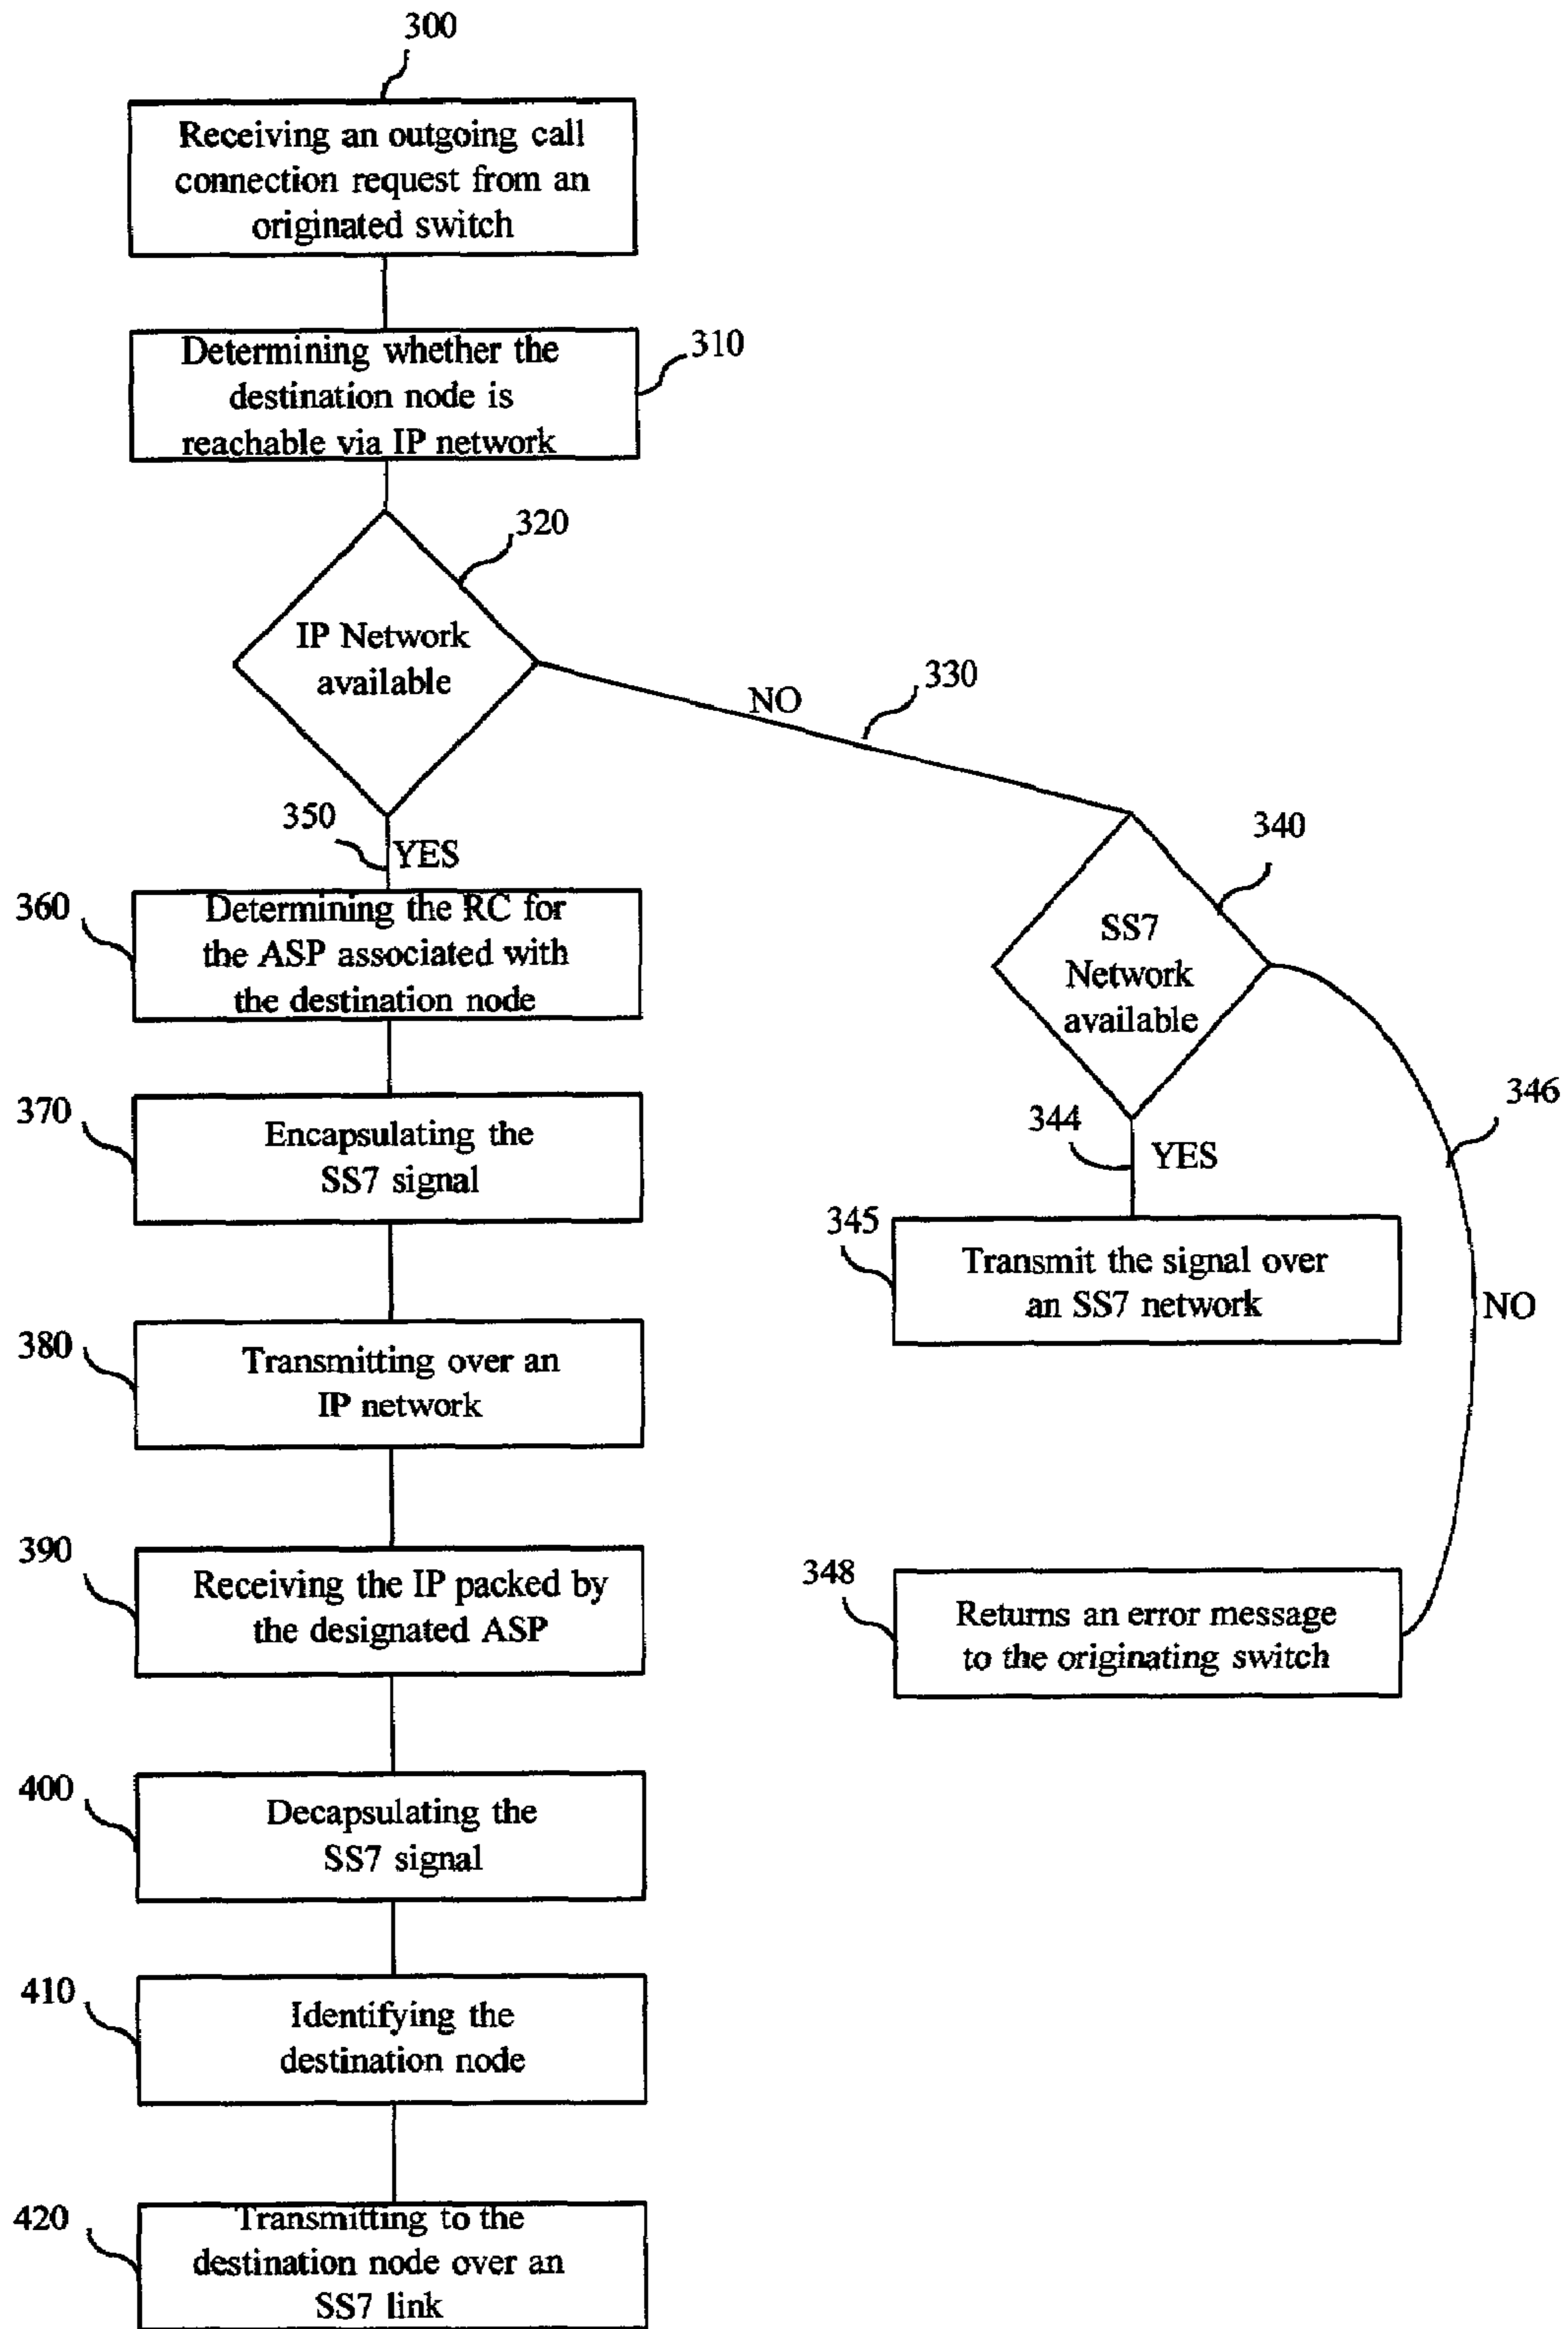 300
Receiving an outgoing call
connection request from an
originated switch
310
Determining whether the
destination node is
reachable via IP network
320
IP Network
available
NO
330
350
YES
340
SS7
Network
available
360
Determining the RC for
the ASP associated with
the destination node
344
YES
346
NO
370
Encapsulating the
SS7 signal
345
Transmit the signal over
an SS7 network
380
Transmitting over an
IP network
390
Receiving the IP packed by
the designated ASP
348
Returns an error message
to the originating switch
400
Decapsulating the
SS7 signal
410
Identifying the
destination node
420
Transmitting to the
destination node over an
SS7 link